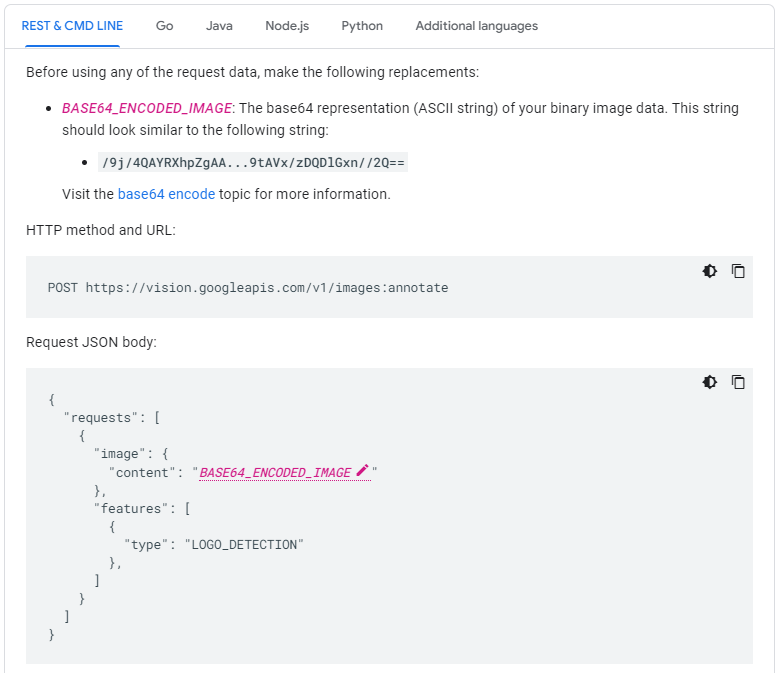 REST & CMD LINE Go Java Node.js Python Additional languages
Before using any of the request data, make the following replacements:
• BASE64_ENCODED_IMAGE: The base64 representation (ASCII string) of your binary image data. This string
should look similar to the following string:
• /9j/4QAYRXhpZgAA...9tAVx/zDQDlGxn//2Q==
Visit the base64 encode topic for more information.
HTTP method and URL:
POST https://vision.googleapis.com/v1/images:annotate
Request JSON body:
{
  "requests": [
    {
      "image": {
        "content": "BASE64_ENCODED_IMAGE"
      },
      "features": [
        {
          "type": "LOGO_DETECTION"
        },
      ]
    }
  ]
}